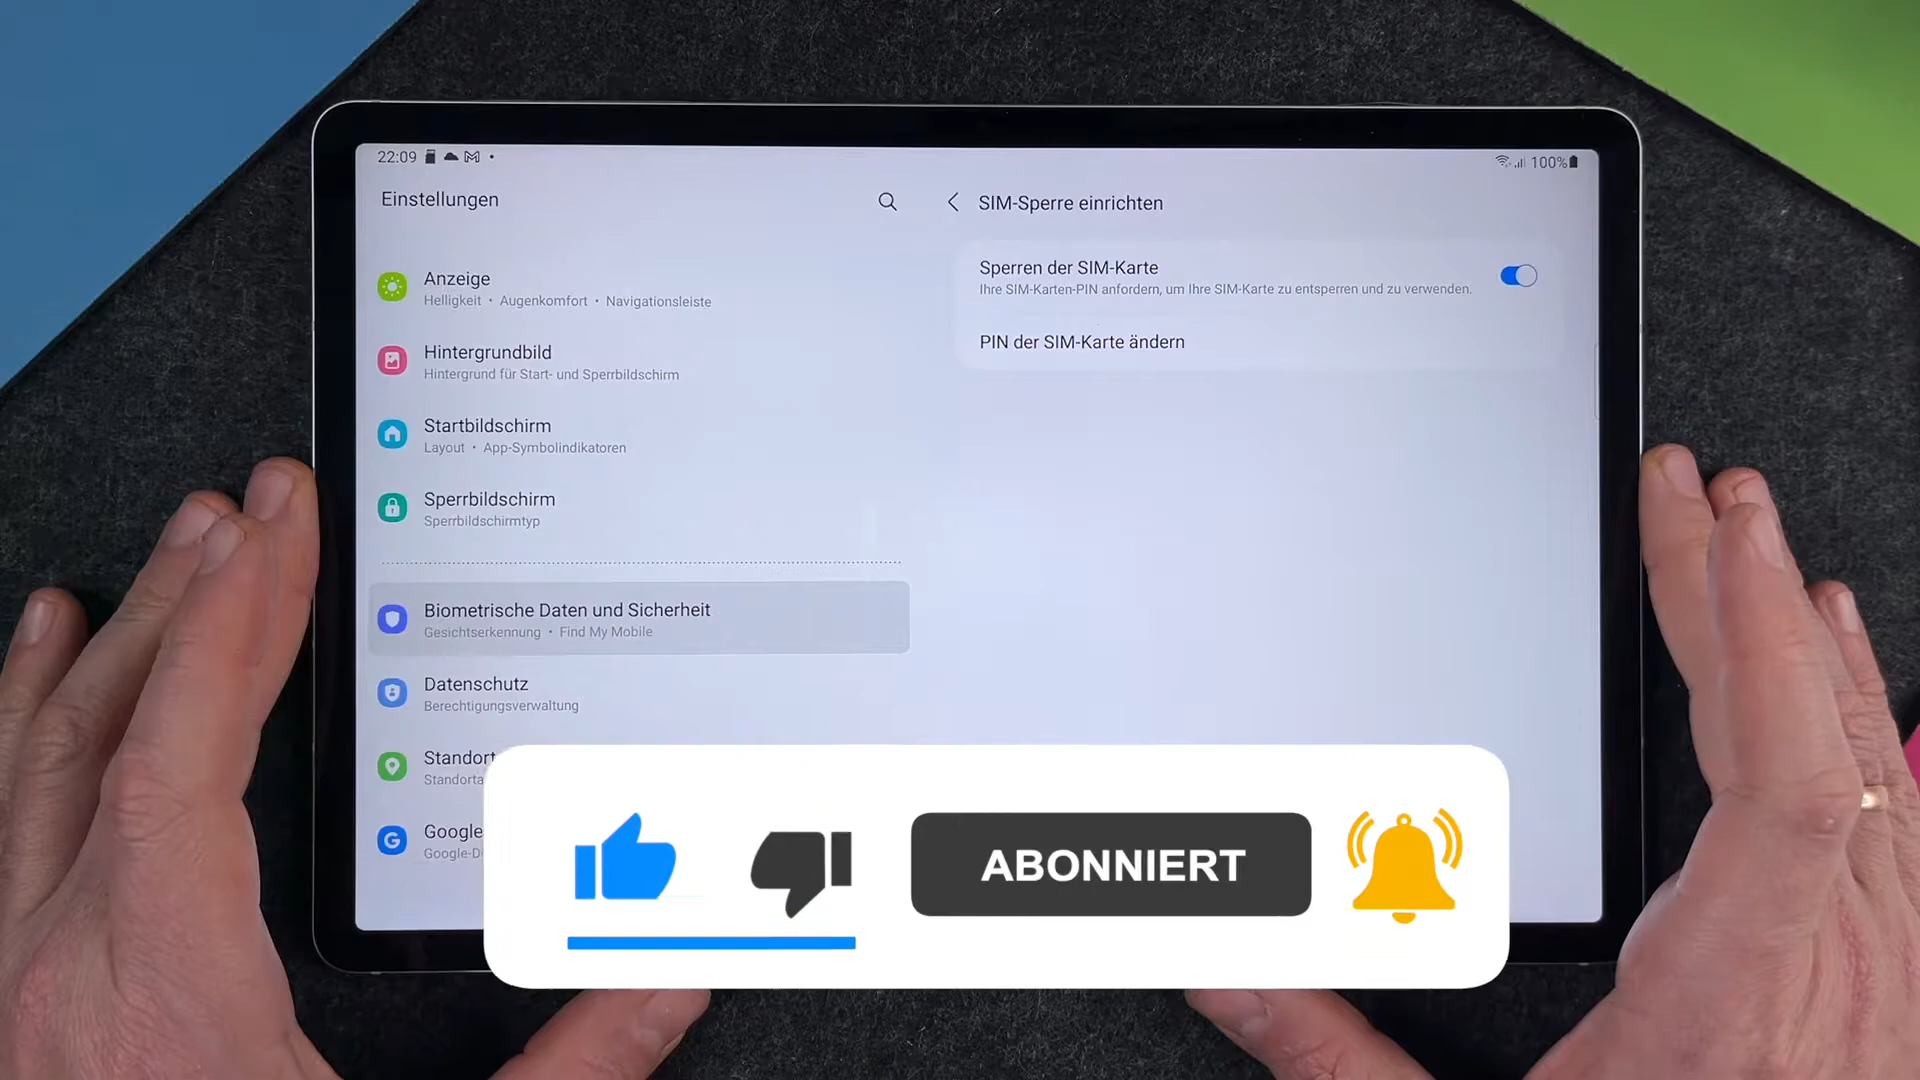 22:09
100%
Einstellungen
SIM-Sperre einrichten
Anzeige
Helligkeit • Augenkomfort • Navigationsleiste
Hintergrundbild
Hintergrund für Start- und Sperrbildschirm
Startbildschirm
Layout • App-Symbolindikatoren
Sperrbildschirm
Sperrbildschirmtyp
Biometrische Daten und Sicherheit
Gesichtserkennung • Find My Mobile
Datenschutz
Berechtigungsverwaltung
Standort
Standorta
Google
Google-D
Sperren der SIM-Karte
Ihre SIM-Karten-PIN anfordern, um Ihre SIM-Karte zu entsperren und zu verwenden.
PIN der SIM-Karte ändern
ABONNIERT